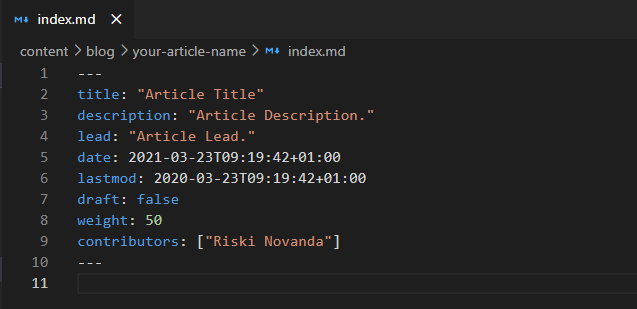 index.md
content > blog > your-article-name > index.md
1 ---
2 title: "Article Title"
3 description: "Article Description."
4 lead: "Article Lead."
5 date: 2021-03-23T09:19:42+01:00
6 lastmod: 2020-03-23T09:19:42+01:00
7 draft: false
8 weight: 50
9 contributors: ["Riski Novanda"]
10 ---
11